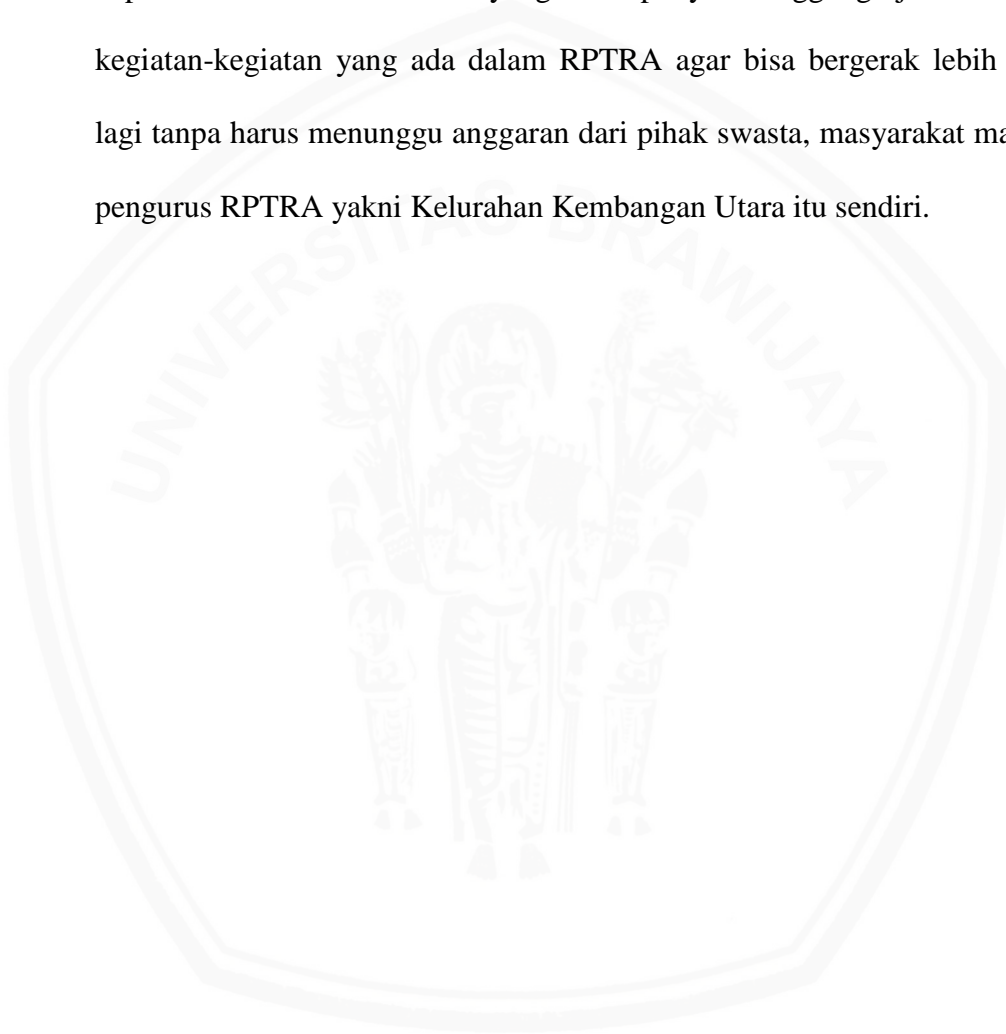 kegiatan-kegiatan yang ada dalam RPTRA agar bisa bergerak lebih
lagi tanpa harus menunggu anggaran dari pihak swasta, masyarakat
pengurus RPTRA yakni Kelurahan Kembangan Utara itu sendiri.
UNIVERSITAS BRAWIJAYA